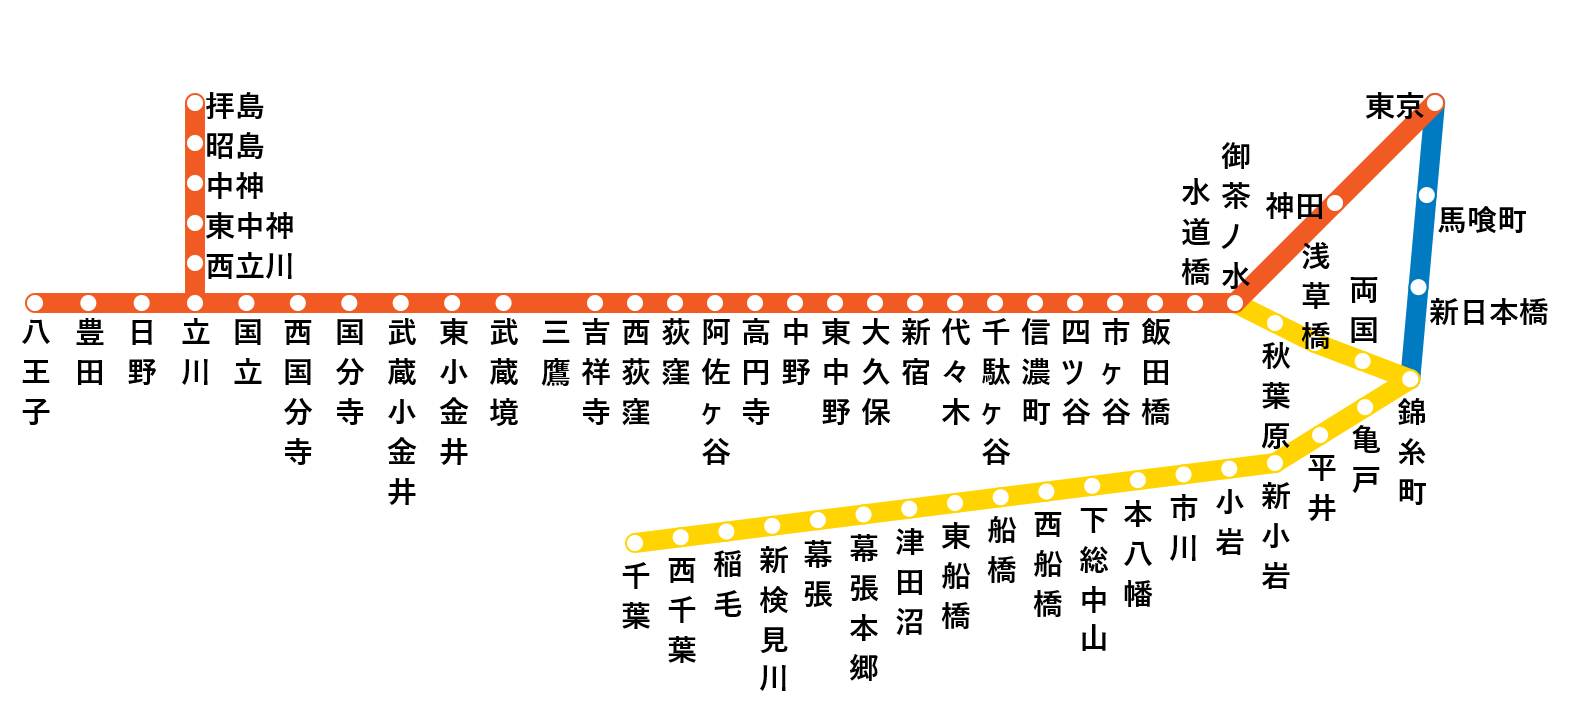 拝島
昭島
中神
東中神
西立川
八王子
豊田
日野
立川
国立
西国分寺
国分寺
武蔵小金井
東小金井
武蔵境
三鷹
吉祥寺
西荻窪
荻窪
阿佐ヶ谷
高円寺
中野
東中野
大久保
新宿
代々木
千駄ヶ谷
信濃町
四ツ谷
市ヶ谷
飯田橋
水道橋
御茶ノ水
神田
東京
馬喰町
新日本橋
秋葉原
浅草橋
両国
錦糸町
亀戸
平井
新小岩
小岩
市川
本八幡
下総中山
西船橋
船橋
東船橋
津田沼
幕張本郷
幕張
新検見川
稲毛
西千葉
千葉